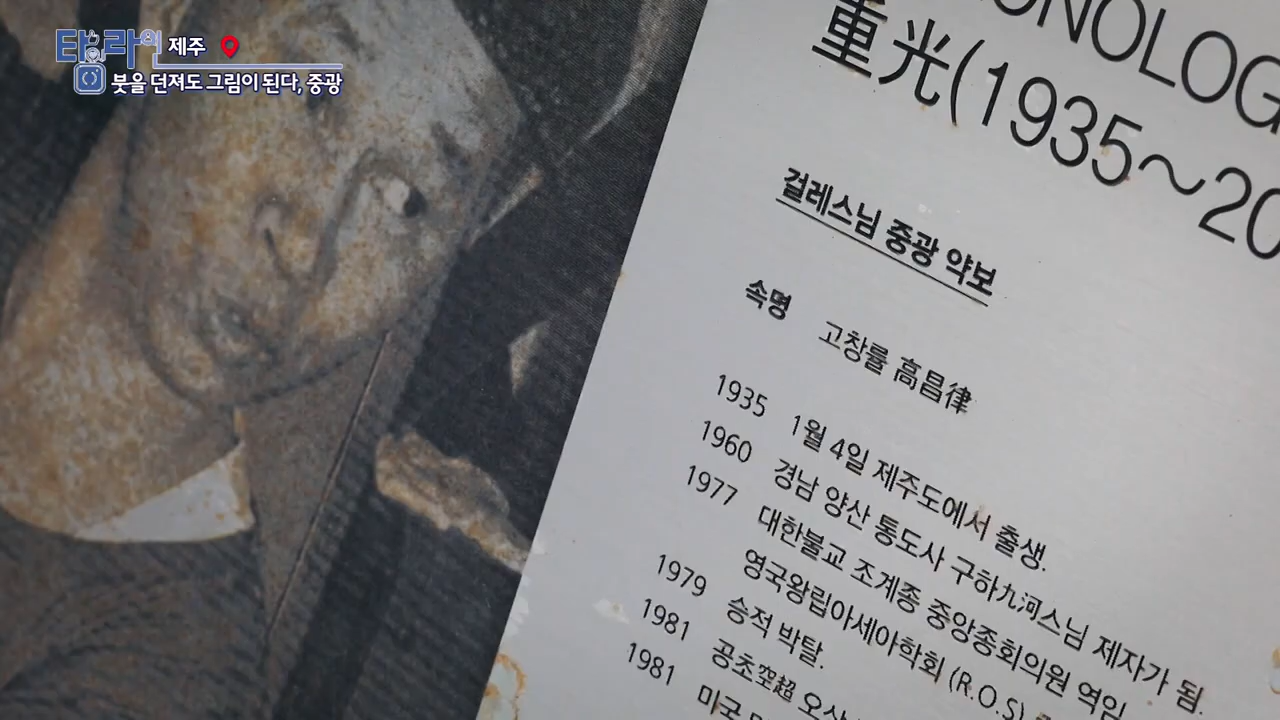 타라의 제주
붓을 던져도 그림이 된다, 중광
重光(1935~20
걸레스님 중광 약보
속명 고창률 高昌律
1935 1월 4일 제주도에서 출생.
1960 경남 양산 통도사 구하九河스님 제자가 됨.
1977 대한불교 조계종 중앙종회의원 역임
영국왕립아세아학회 (R.O.S)
1979 승적 박탈.
1981 공초空超 오상
1981 미국